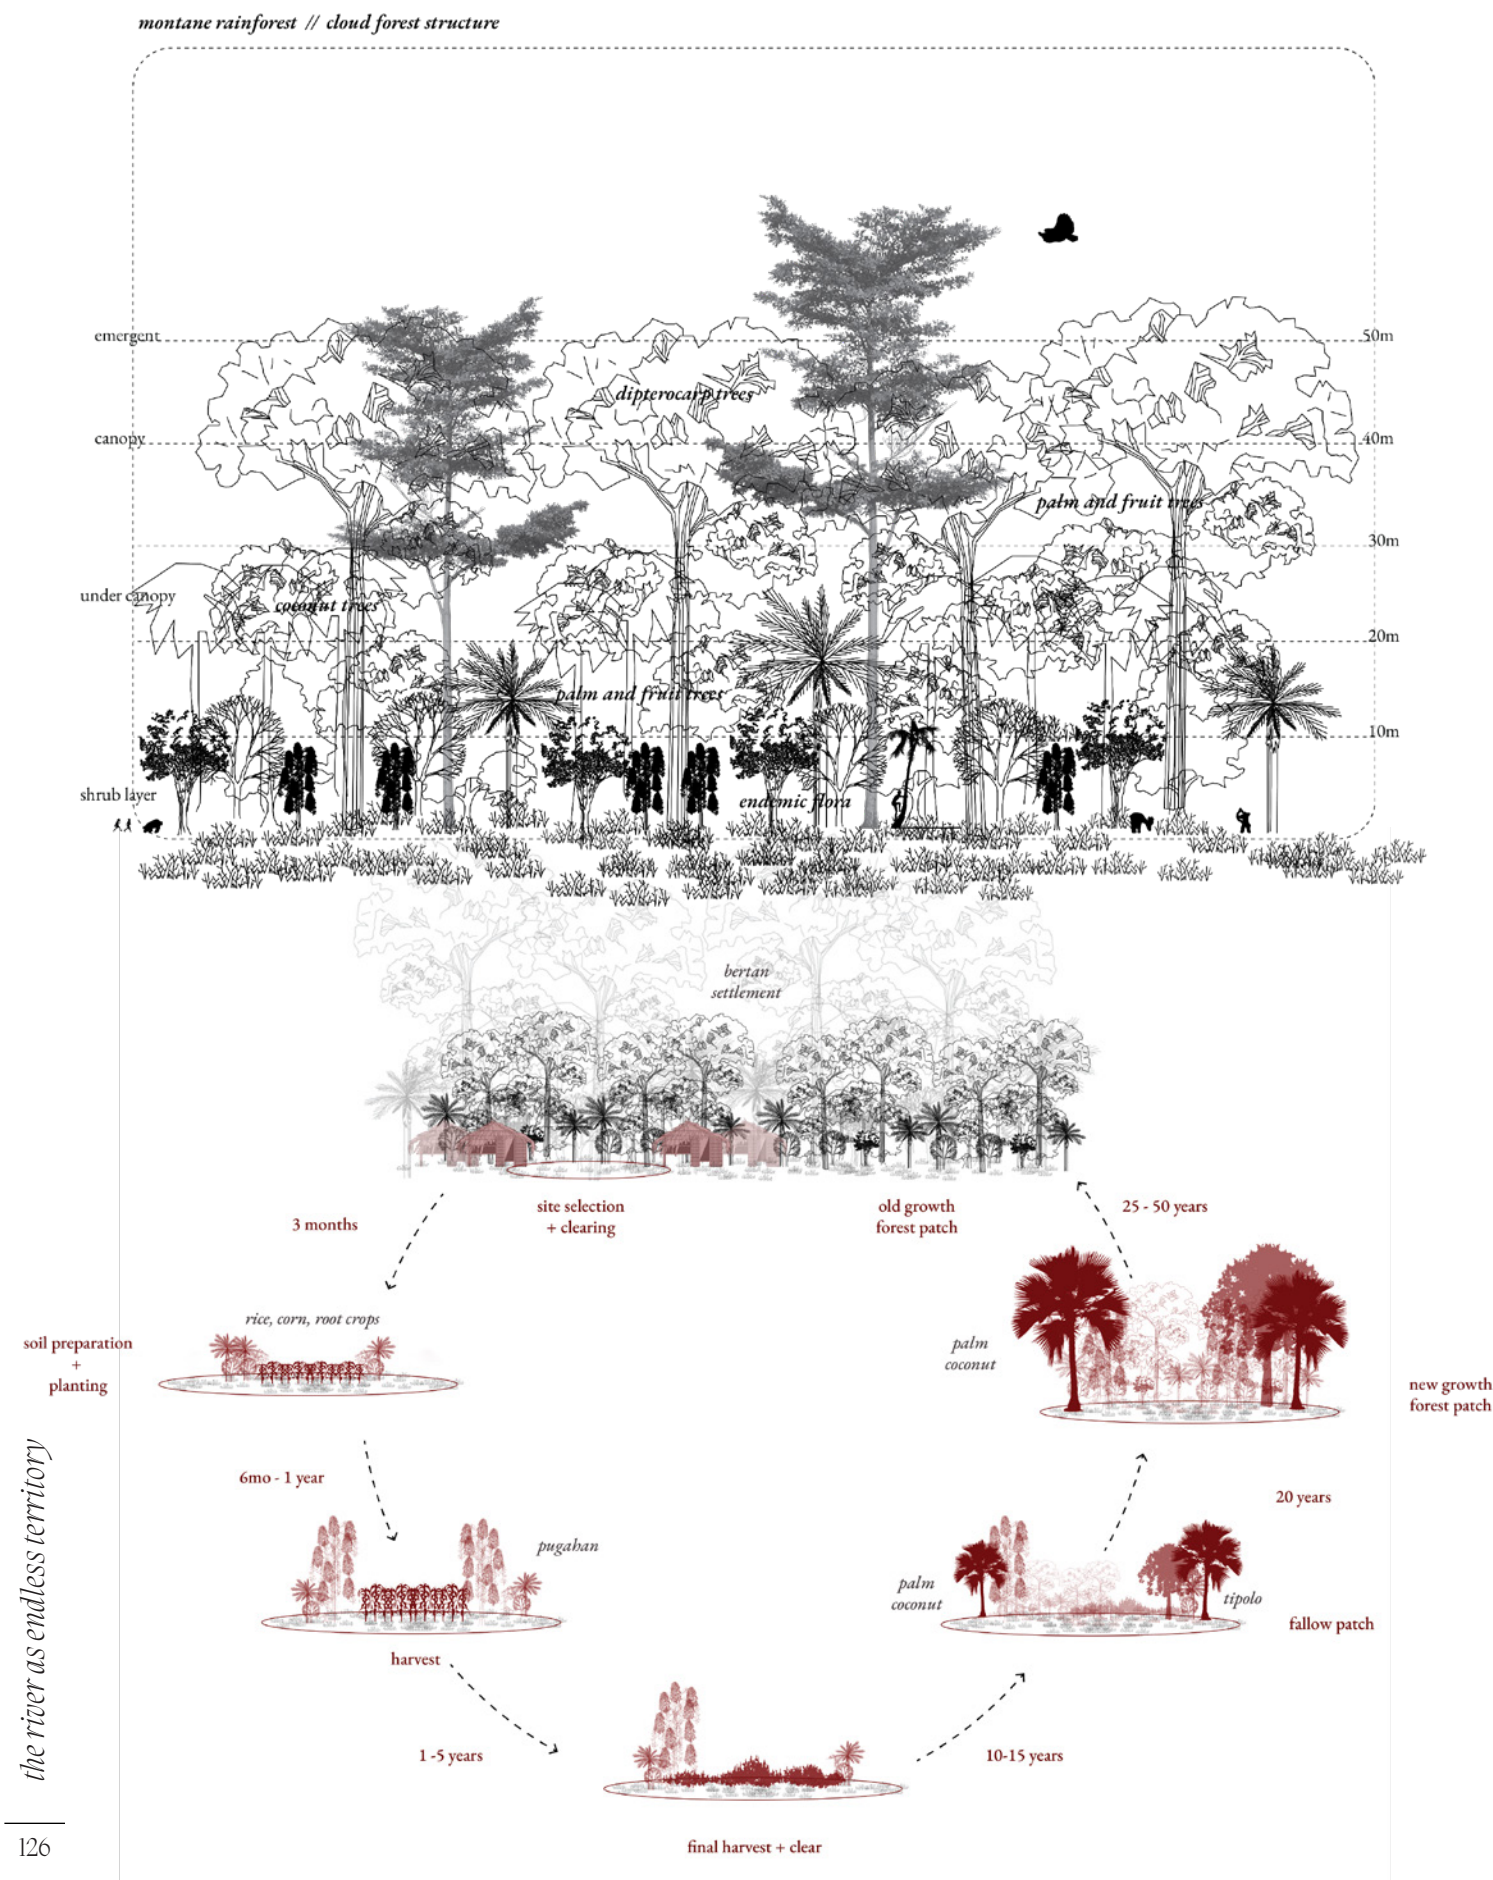 montane rainforest // cloud forest structure
emergent
50m
dipterocarp trees
canopy
40m
palm and fruit trees
30m
under canopy
coconut trees
20m
palm and fruit trees
10m
shrub layer
endemic flora
bertan
settlement
site selection
+ clearing
old growth
forest patch
25 - 50 years
3 months
rice, corn, root crops
soil preparation
+
planting
palm
coconut
new growth
forest patch
6mo - 1 year
20 years
pugahan
palm
coconut
tipolo
fallow patch
harvest
1 -5 years
10-15 years
final harvest + clear
the river as endless territory
126